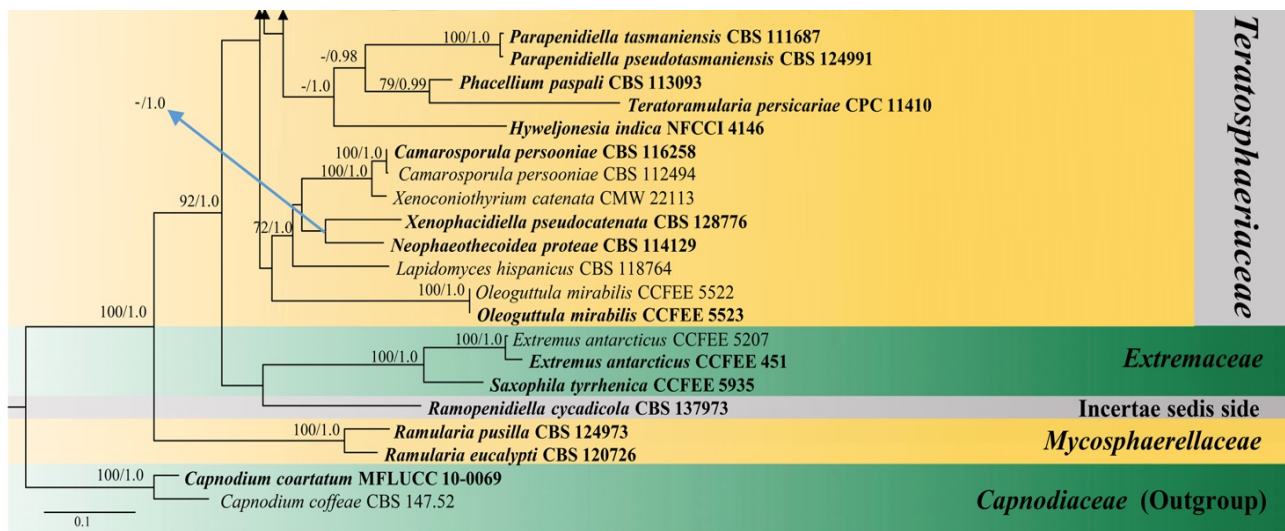 Parapenidiella tasmaniensis CBS 111687
100/1.0
Parapenidiella pseudotasmaniensis CBS 124991
-/0.98
Phacellium paspali CBS 113093
79/0.99
-/1.0
Teratoramularia persicariae CPC 11410
-/1.0
Hyweljonesia indica NFCCI 4146
Teratosphaeriaceae
100/1.0
Camarosporula persooniae CBS 116258
100/1.0
Camarosporula persooniae CBS 112494
Xenoconiothyrium catenata CMW 22113
92/1.0
Xenophacidiella pseudocatenata CBS 128776
72/1.0
Neophaeothecoidea proteae CBS 114129
Lapidomyces hispanicus CBS 118764
100/1.0
Oleoguttula mirabilis CCFEE 5522
Oleoguttula mirabilis CCFEE 5523
100/1.0
100/1.0
Extremus antarcticus CCFEE 5207
100/1.0
Extremus antarcticus CCFEE 451
Extremaceae
Saxophila tyrrhenica CCFEE 5935
Ramopenidiella cycadicola CBS 137973
Incertae sedis side
100/1.0
Ramularia pusilla CBS 124973
Ramularia eucalypti CBS 120726
Mycosphaerellaceae
100/1.0
Capnodium coartatum MFLUCC 10-0069
Capnodium coffeae CBS 147.52
Capnodiaceae (Outgroup)
0.1